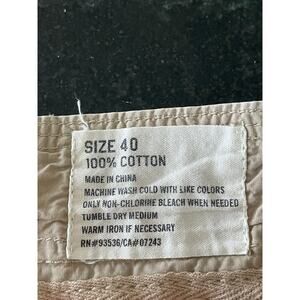 SIZE 40
100% COTTON
MADE IN CHINA
MACHINE WASH COLD WITH LIKE COLORS
ONLY NON-CHLORINE BLEACH WHEN NEEDED
TUMBLE DRY MEDIUM
WARM IRON IF NECESSARY
RN#93536/CA#07243